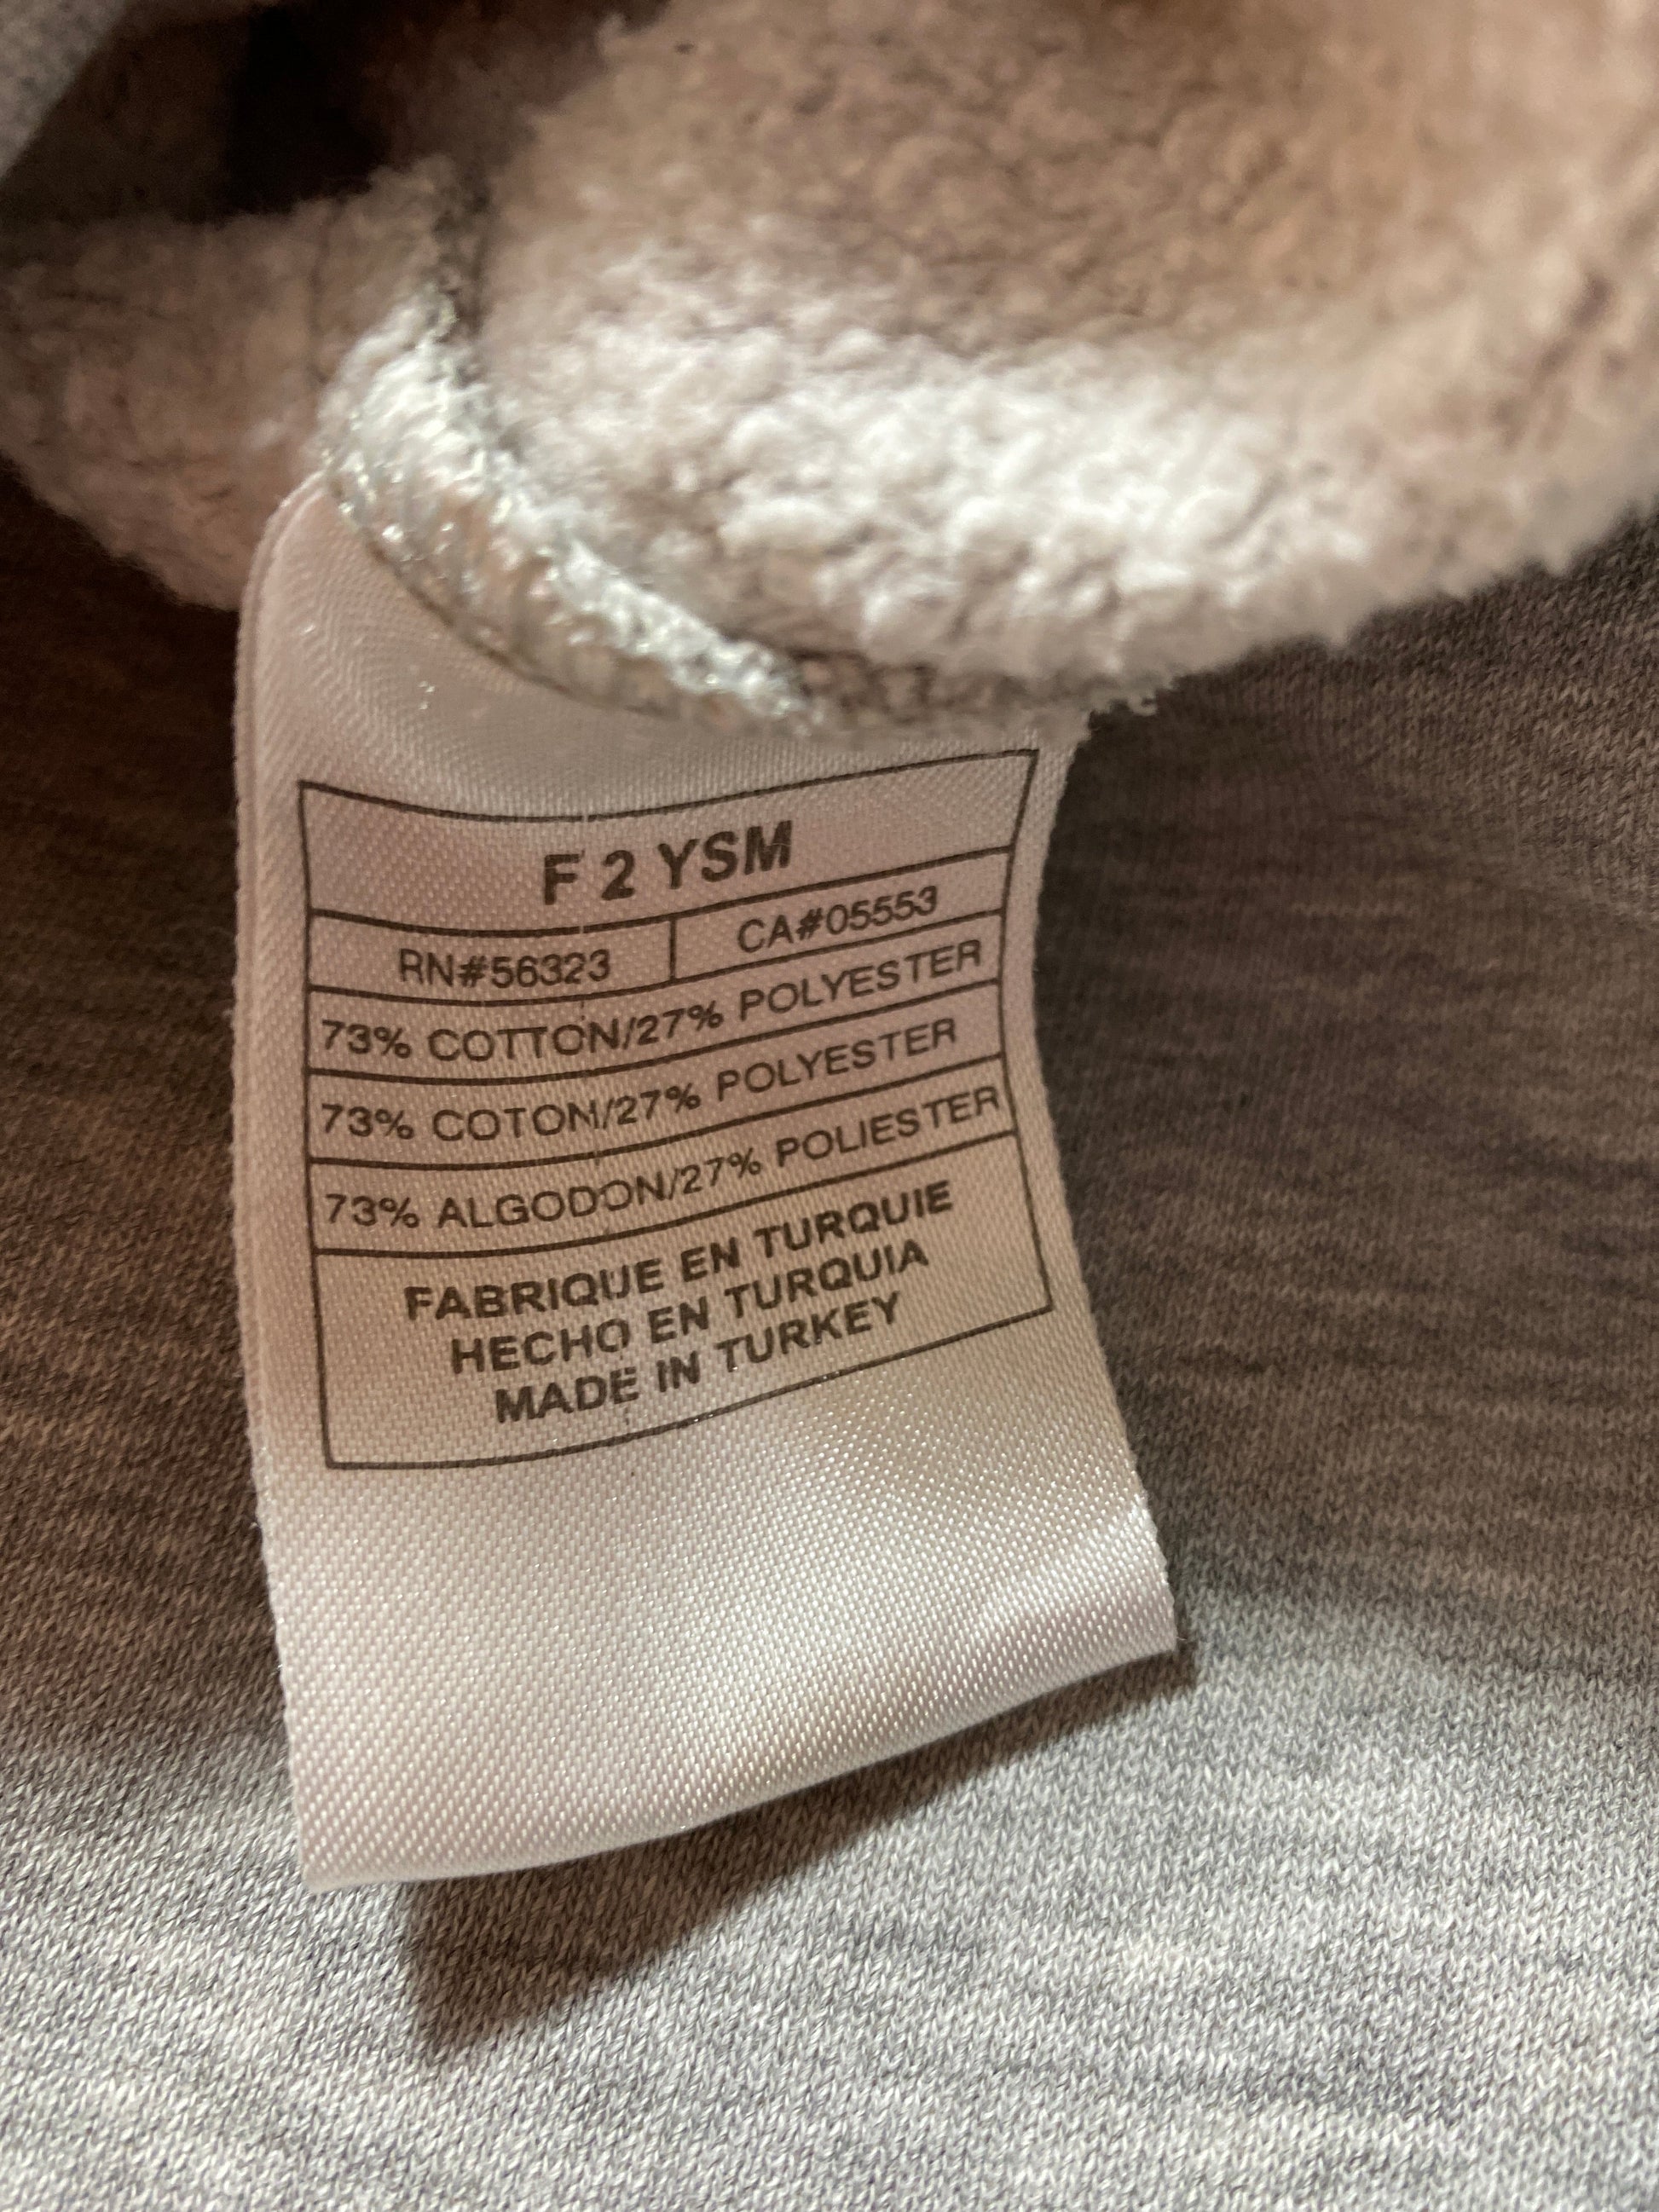 F 2 YSM
RN#56323 CA#05553
73% COTTON/27% POLYESTER
73% COTON/27% POLYESTER
73% ALGODON/27% POLIESTER
FABRIQUE EN TURQUIE
HECHO EN TURQUIA
MADE IN TURKEY